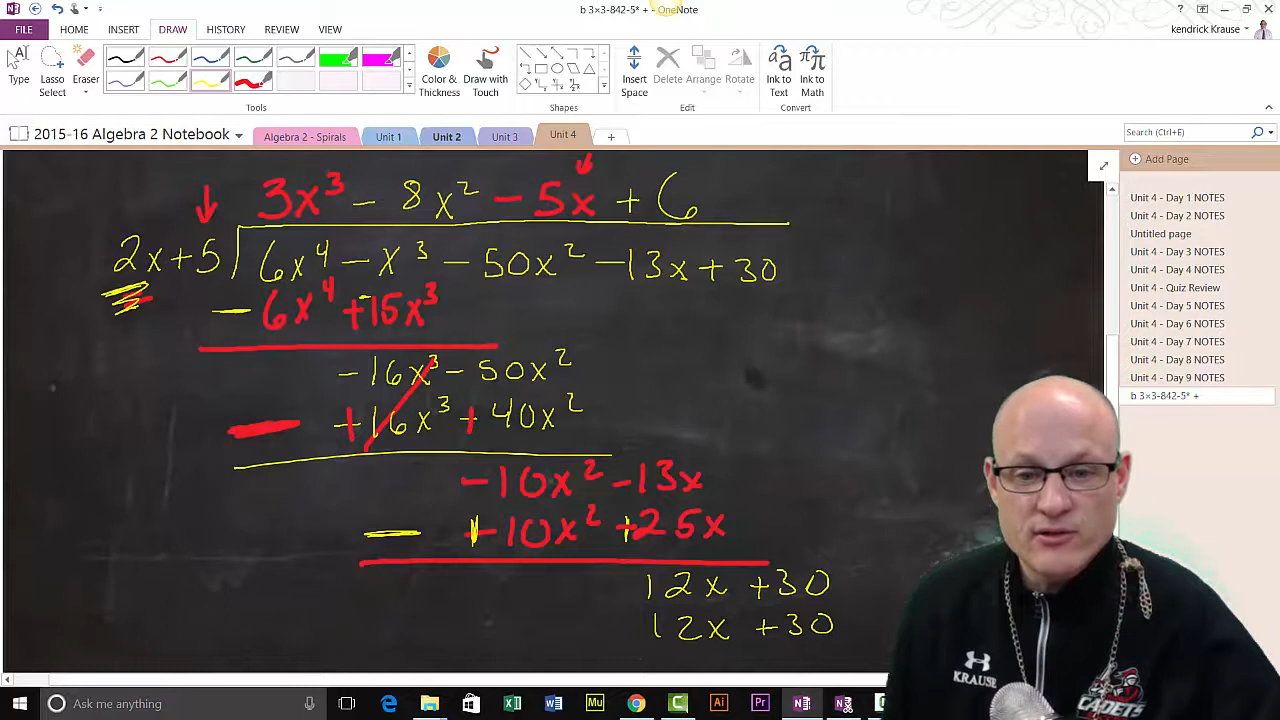 b 3×3-842-5* + - OneNote
kendrick Krause
FILE HOME INSERT DRAW HISTORY REVIEW VIEW
Type Lasso Select Eraser Color & Thickness Draw with Touch Insert Space Delete Arrange Rotate Ink to Text Ink to Math
Tools Shapes Edit Convert
2015-16 Algebra 2 Notebook Algebra 2 - Spirals Unit 1 Unit 2 Unit 3 Unit 4 Search (Ctrl+E)
Add Page
Unit 4 - Day 1 NOTES
Unit 4 - Day 2 NOTES
Untitled page
Unit 4 - Day 3 NOTES
Unit 4 - Day 4 NOTES
Unit 4 - Quiz Review
Unit 4 - Day 5 NOTES
Unit 4 - Day 6 NOTES
Unit 4 - Day 7 NOTES
Unit 4 - Day 8 NOTES
Unit 4 - Day 9 NOTES
b 3×3-842-5* +
3x³ - 8x² - 5x + 6
2x+5 6x⁴ - x³ - 50x² - 13x + 30
- 6x⁴ + 15x³
-16x³ - 50x²
- + 16x³ + 40x²
-10x² - 13x
- + 10x² + 25x
12x + 30
12x + 30
KRAUSE
CADETS
Ask me anything
Mu Ai Pr